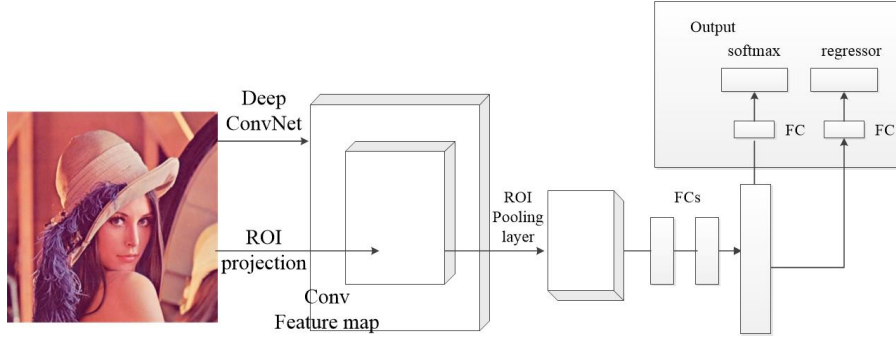 Output
softmax
regressor
FC
FC
Deep
ConvNet
ROI
projection
Conv
Feature map
ROI
Pooling
layer
FCs